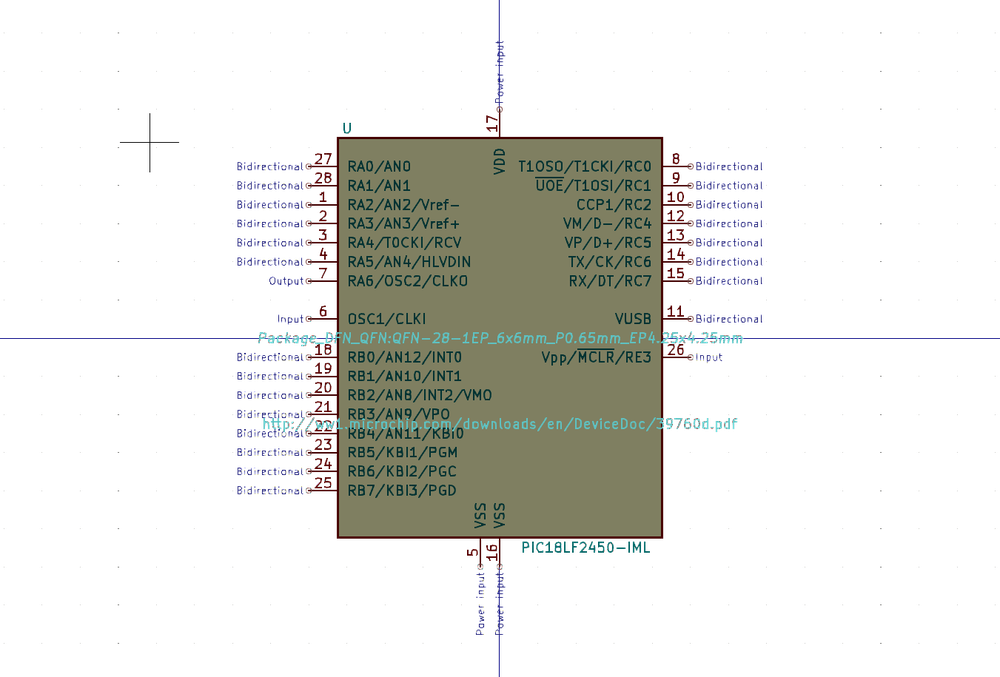 Power input
17
U
VDD
Bidirectional 27 RA0/AN0 T1OSO/T1CKI/RC0 8 Bidirectional
Bidirectional 28 RA1/AN1 UOE/T1OSI/RC1 9 Bidirectional
Bidirectional 1 RA2/AN2/Vref- CCP1/RC2 10 Bidirectional
Bidirectional 2 RA3/AN3/Vref+ VM/D-/RC4 12 Bidirectional
Bidirectional 3 RA4/T0CKI/RCV VP/D+/RC5 13 Bidirectional
Bidirectional 4 RA5/AN4/HLVDIN TX/CK/RC6 14 Bidirectional
Output 7 RA6/OSC2/CLKO RX/DT/RC7 15 Bidirectional
Input 6 OSC1/CLKI VUSB 11 Bidirectional
Package_DFN_QFN:QFN-28-1EP_6x6mm_P0.65mm_EP4.25x4.25mm
Bidirectional 18 RB0/AN12/INT0 Vpp/MCLR/RE3 26 Input
Bidirectional 19 RB1/AN10/INT1
Bidirectional 20 RB2/AN8/INT2/VMO
Bidirectional 21 RB3/AN9/VPO
http://ww1.microchip.com/downloads/en/DeviceDoc/39760d.pdf
Bidirectional 22 RB4/AN11/KBI0
Bidirectional 23 RB5/KBI1/PGM
Bidirectional 24 RB6/KBI2/PGC
Bidirectional 25 RB7/KBI3/PGD
VSS VSS
PIC18LF2450-IML
5 16
Power input Power input